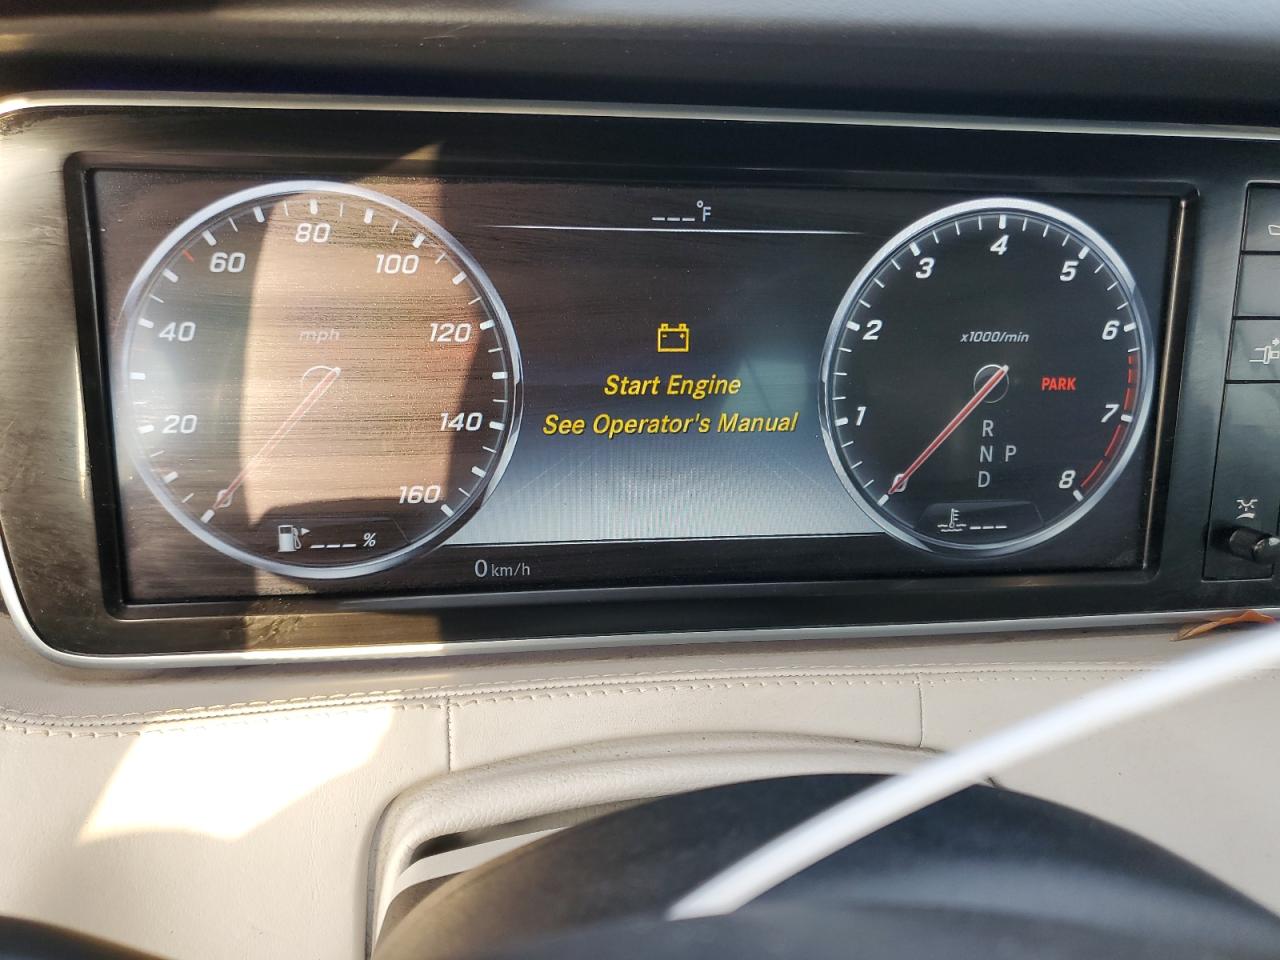 ___°F
80
60
100
40
mph
120
20
140
160
___%
0 km/h
Start Engine
See Operator's Manual
4
3
5
2
x1000/min
6
PARK
1
7
R
N P
D
8
___